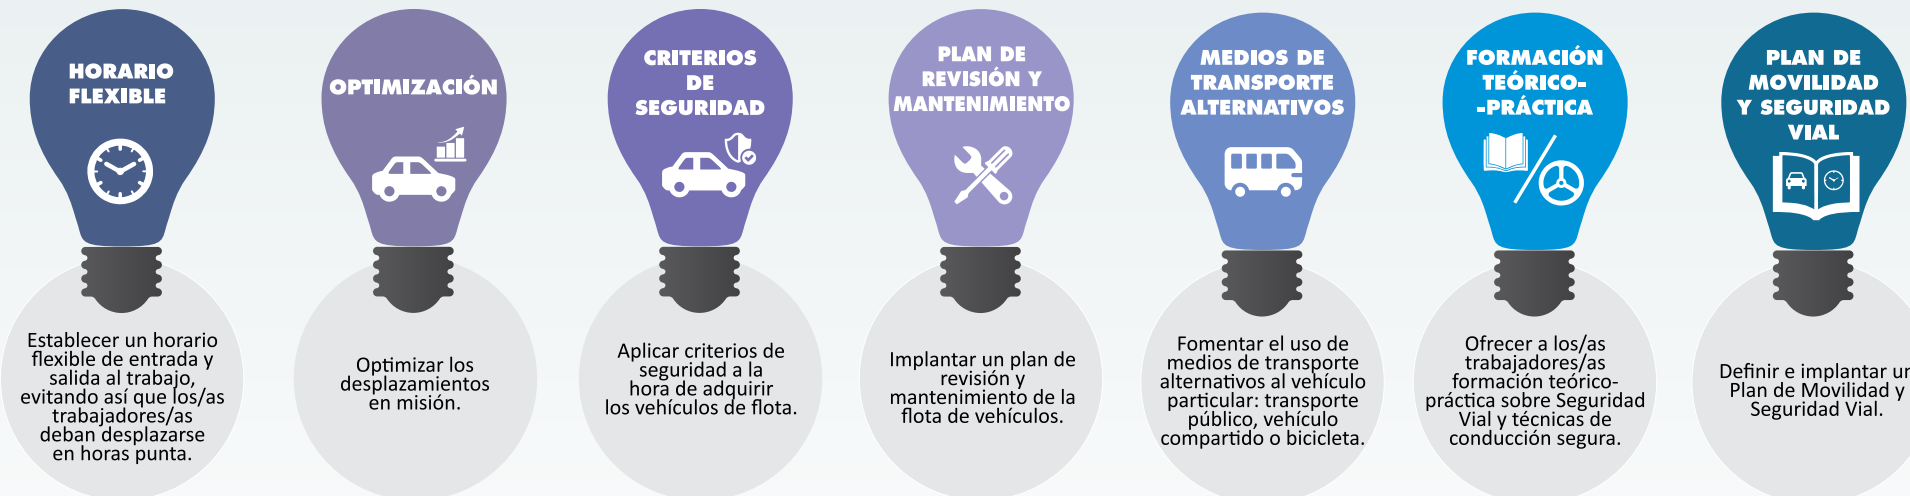 HORARIO
FLEXIBLE
Establecer un horario
flexible de entrada y
salida al trabajo,
evitando así que los/as
trabajadores/as
deban desplazarse
en horas punta.
OPTIMIZACIÓN
Optimizar los
desplazamientos
en misión.
CRITERIOS
DE
SEGURIDAD
Aplicar criterios de
seguridad a la
hora de adquirir
los vehículos de flota.
PLAN DE
REVISIÓN Y
MANTENIMIENTO
Implantar un plan de
revisión y
mantenimiento de la
flota de vehículos.
MEDIOS DE
TRANSPORTE
ALTERNATIVOS
Fomentar el uso de
medios de transporte
alternativos al vehículo
particular: transporte
público, vehículo
compartido o bicicleta.
FORMACIÓN
TEÓRICO-
-PRÁCTICA
Ofrecer a los/as
trabajadores/as
formación teórico-
práctica sobre Seguridad
Vial y técnicas de
conducción segura.
PLAN DE
MOVILIDAD
Y SEGURIDAD
VIAL
Definir e implantar un
Plan de Movilidad y
Seguridad Vial.